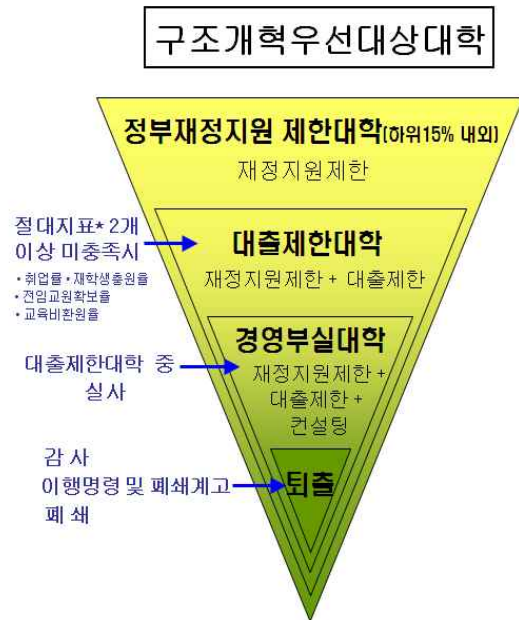 구조개혁우선대상대학
정부재정지원 제한대학(하위15% 내외)
재정지원제한
절대지표* 2개
이상 미충족시
• 취업률 • 재학생충원율
• 전임교원확보율
• 교육비환원율
대출제한대학
재정지원제한 + 대출제한
경영부실대학
재정지원제한 +
대출제한 +
컨설팅
대출제한대학 중
실사
감 사
이행명령 및 폐쇄계고
폐 쇄
퇴출